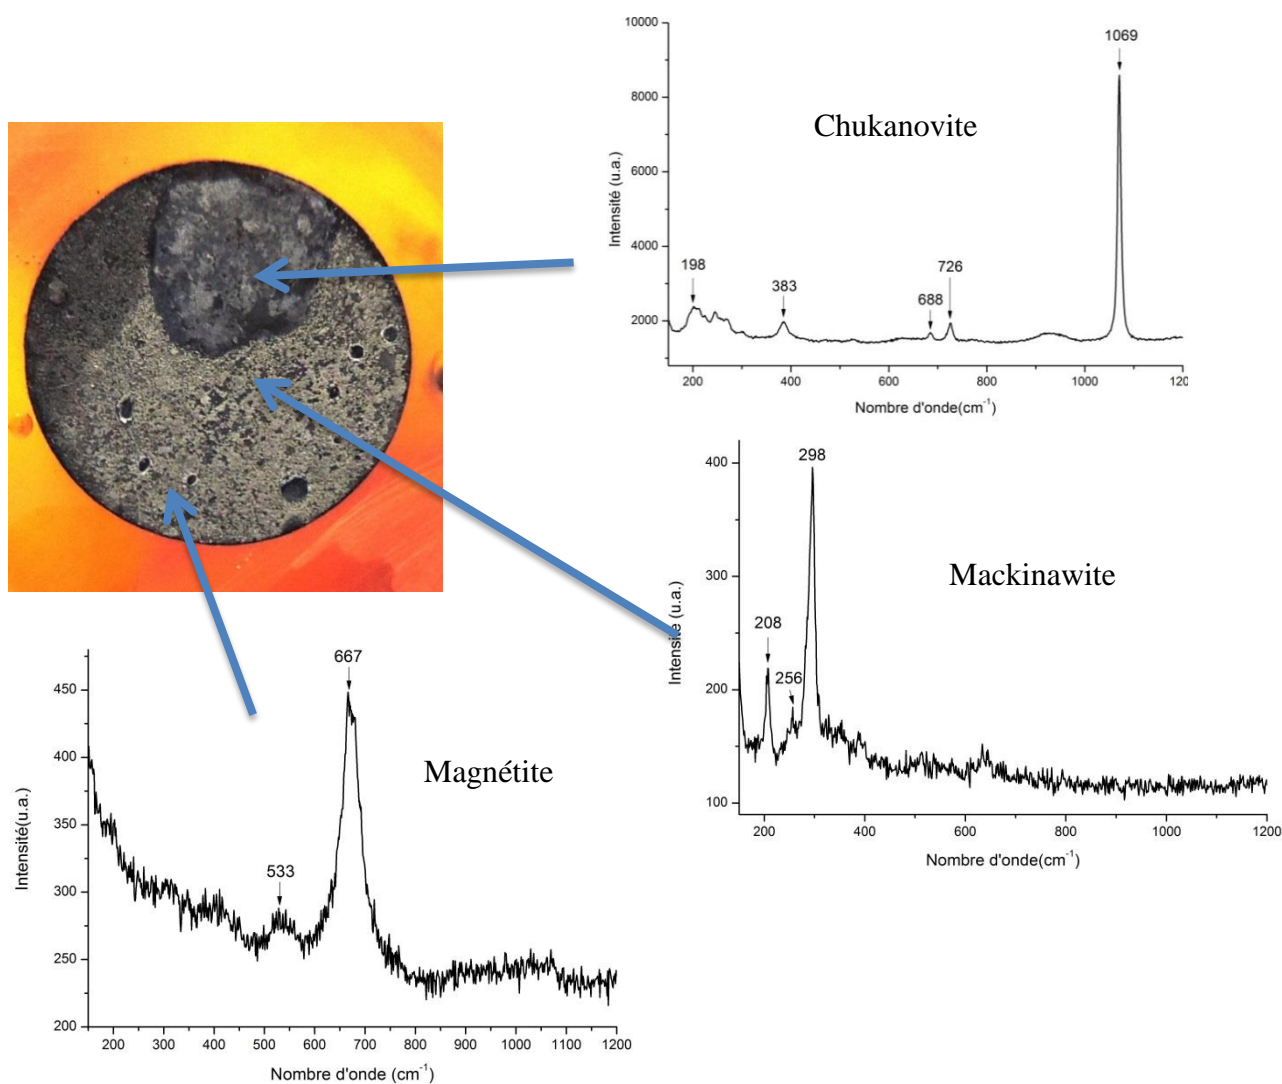 10000
8000
6000
4000
2000
Intensité (u.a.)
1069
Chukanovite
198
383
688
726
200 400 600 800 1000 120
Nombre d'onde(cm-1)
400
300
200
100
Intensité (u.a.)
298
208
256
Mackinawite
200 400 600 800 1000 1200
Nombre d'onde(cm-1)
450
400
350
300
250
200
Intensité(u.a.)
667
533
Magnétite
200 300 400 500 600 700 800 900 1000 1100 1200
Nombre d'onde (cm-1)